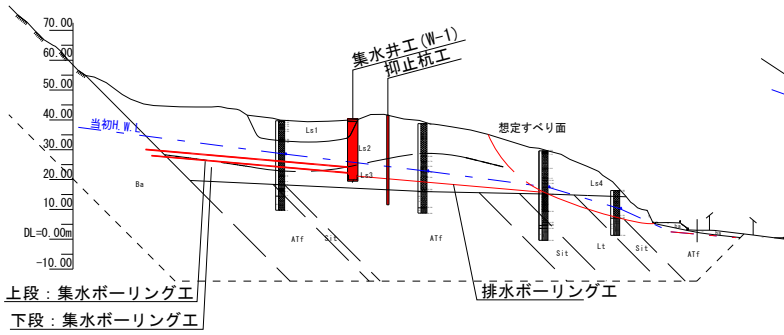 70.00
60.00
50.00
40.00
30.00
20.00
10.00
DL=0.00m
-10.00
集水井工(W-1)
抑止杭工
当初H.W.L
想定すべり面
Ls1
Ls2
Ls3
Ls4
Ba
ATf
Sit
ATf
Sit
Lt
Sit
ATf
上段：集水ボーリング工
下段：集水ボーリング工
排水ボーリング工